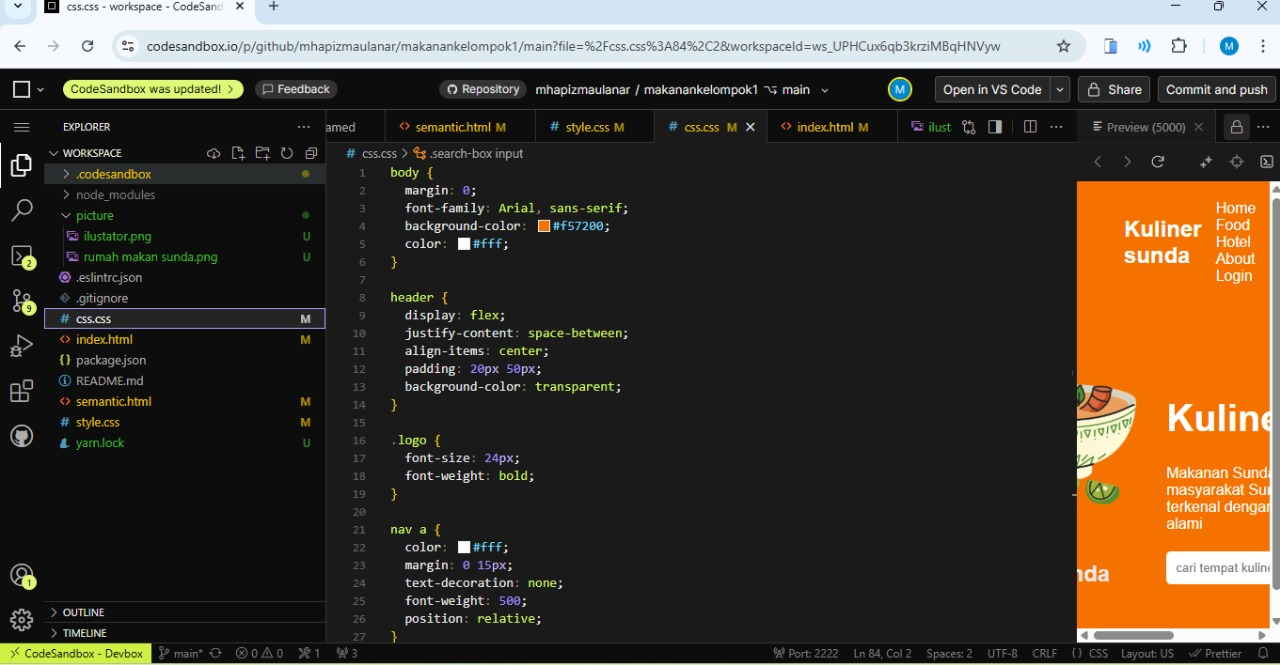 css.css - workspace - CodeSand
codesandbox.io/p/github/mhapizmaulanar/makanankelompok1/main?file=%2Fcss.css%3A84%2C2&workspaceId=ws_UPHCux6qb3krziMBqHNVyw
M
CodeSandbox was updated!
Feedback
Repository
mhapizmaulanar / makanankelompok1
main
M
Open in VS Code
Share
Commit and push
EXPLORER
amed
semantic.html M
style.css M
css.css M
index.html M
ilust
Preview (5000)
WORKSPACE
.codesandbox
node_modules
picture
ilustator.png U
rumah makan sunda.png U
.eslintrc.json
.gitignore
css.css M
index.html M
package.json
README.md
semantic.html M
style.css M
yarn.lock U
OUTLINE
TIMELINE
2
9
1
css.css > .search-box input
1 body {
2 margin: 0;
3 font-family: Arial, sans-serif;
4 background-color: #f57200;
5 color: #fff;
6 }
7
8 header {
9 display: flex;
10 justify-content: space-between;
11 align-items: center;
12 padding: 20px 50px;
13 background-color: transparent;
14 }
15
16 .logo {
17 font-size: 24px;
18 font-weight: bold;
19 }
20
21 nav a {
22 color: #fff;
23 margin: 0 15px;
24 text-decoration: none;
25 font-weight: 500;
26 position: relative;
27 }
Kuliner
sunda
Home
Food
Hotel
About
Login
Kuline
Makanan Sunda
masyarakat Su
terkenal dengar
alami
cari tempat kuline
nda
CodeSandbox - Devbox
main*
0
0
1
3
Port: 2222
Ln 84, Col 2
Spaces: 2
UTF-8
CRLF
{} CSS
Layout: US
Prettier